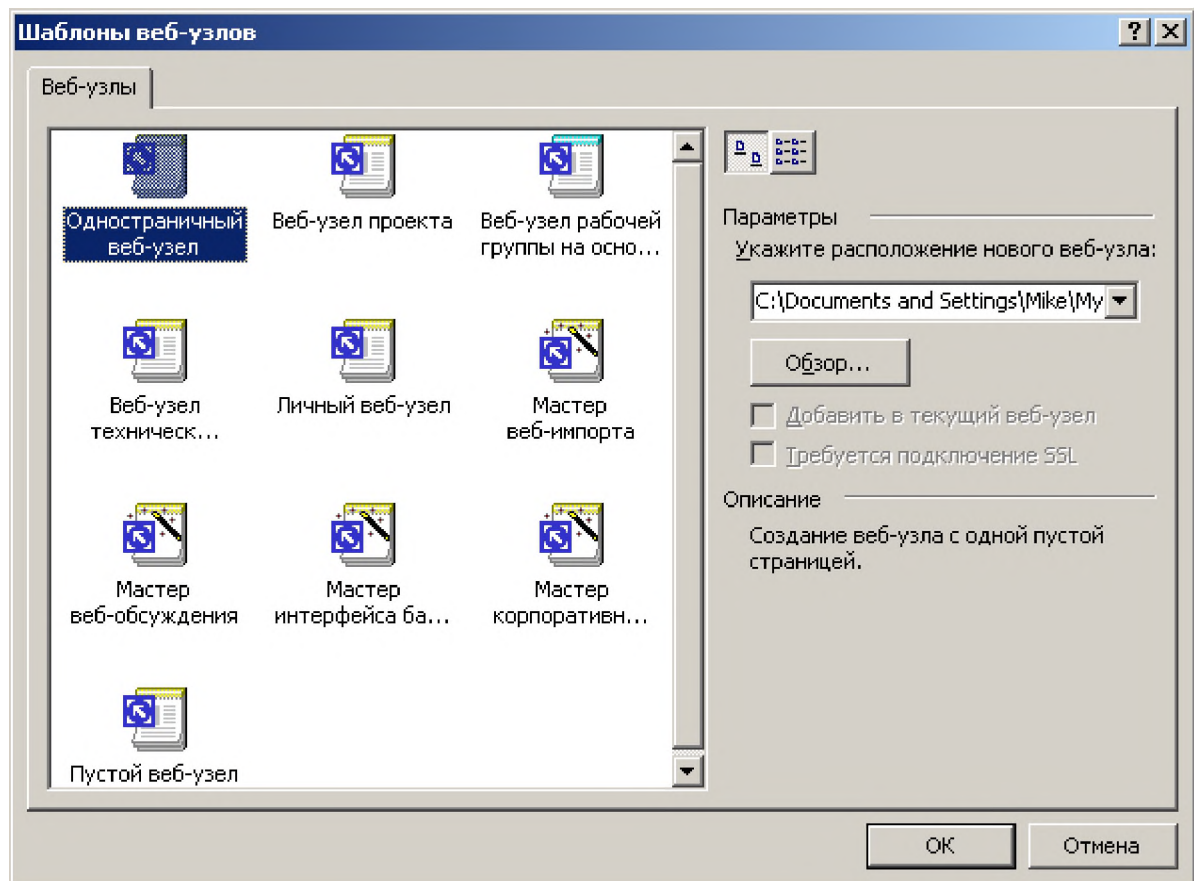 Шаблоны веб-узлов
Веб-узлы
Одностраничный
веб-узел
Веб-узел проекта
Веб-узел рабочей
группы на осно...
Веб-узел
техническ...
Личный веб-узел
Мастер
веб-импорта
Мастер
веб-обсуждения
Мастер
интерфейса ба...
Мастер
корпоративн...
Пустой веб-узел
Параметры
Укажите расположение нового веб-узла:
C:\Documents and Settings\Mike\My
Обзор...
Добавить в текущий веб-узел
Требуется подключение SSL
Описание
Создание веб-узла с одной пустой
страницей.
ОК
Отмена